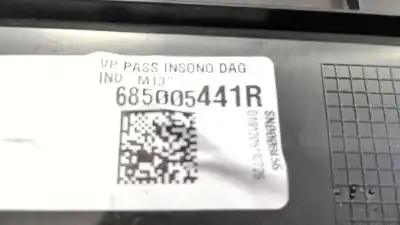 VP PASS INSONO DAG
IND M13"
685005441R